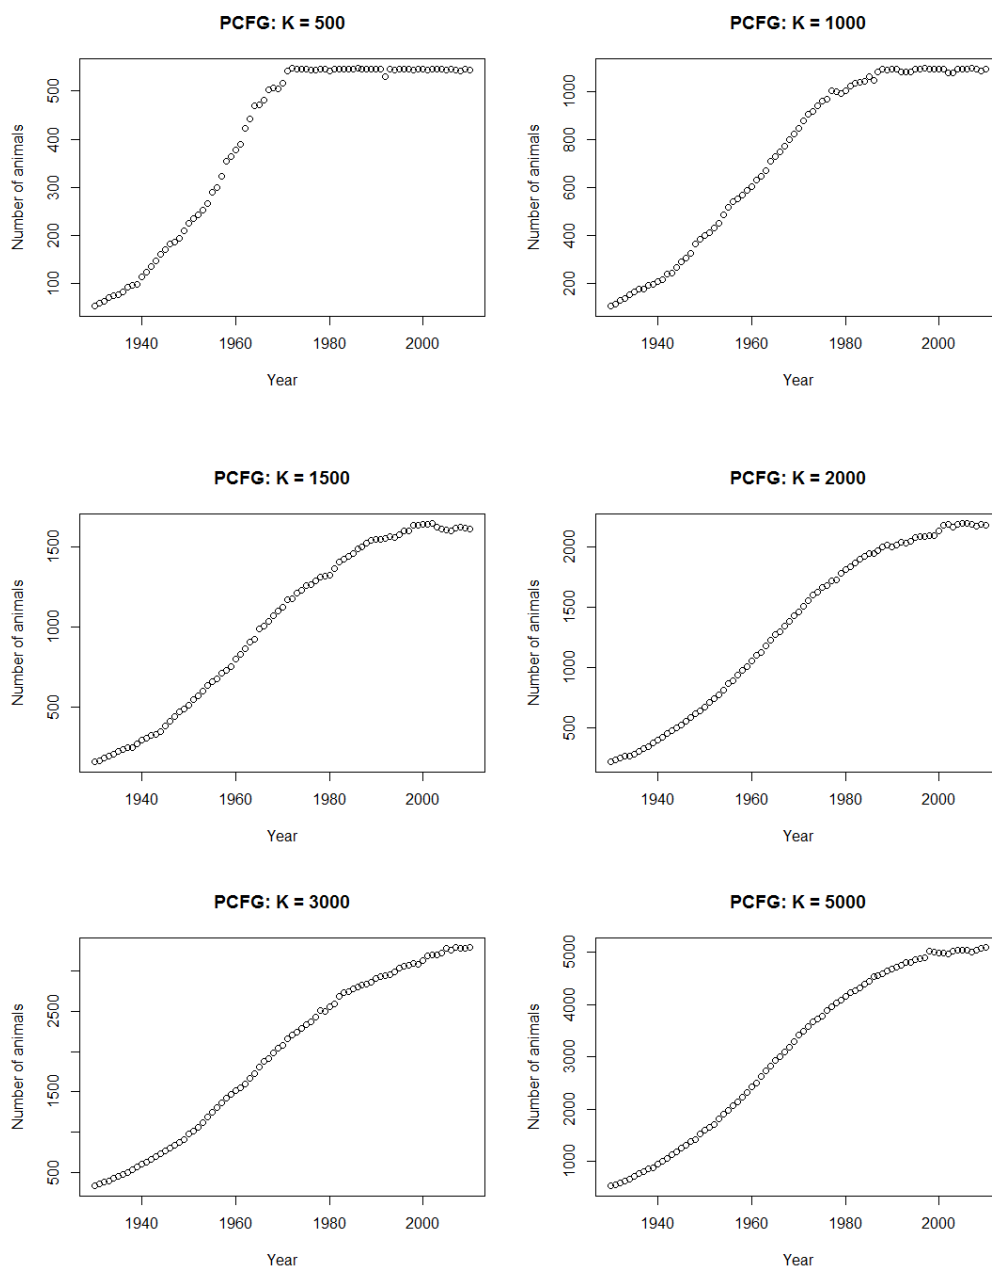 PCFG: K = 500
Number of animals
500
400
300
200
100
1940 1960 1980 2000
Year
PCFG: K = 1000
Number of animals
1000
800
600
400
200
1940 1960 1980 2000
Year
PCFG: K = 1500
Number of animals
1500
1000
500
1940 1960 1980 2000
Year
PCFG: K = 2000
Number of animals
2000
1500
1000
500
1940 1960 1980 2000
Year
PCFG: K = 3000
Number of animals
2500
1500
500
1940 1960 1980 2000
Year
PCFG: K = 5000
Number of animals
5000
4000
3000
2000
1000
1940 1960 1980 2000
Year